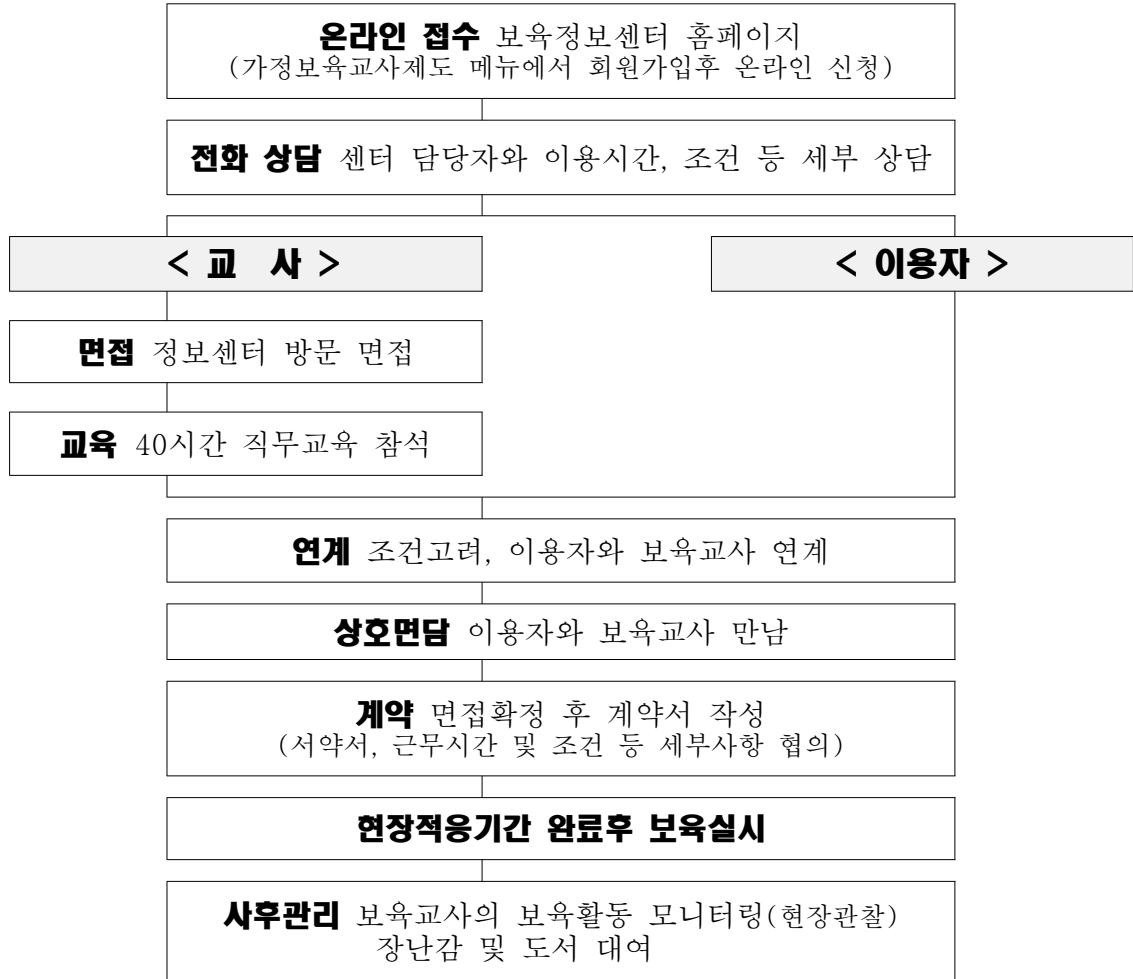 온라인 접수 보육정보센터 홈페이지
(가정보육교사제도 메뉴에서 회원가입후 온라인 신청)
전화 상담 센터 담당자와 이용시간, 조건 등 세부 상담
< 교 사 >
< 이용자 >
면접 정보센터 방문 면접
교육 40시간 직무교육 참석
연계 조건고려, 이용자와 보육교사 연계
상호면담 이용자와 보육교사 만남
계약 면접확정 후 계약서 작성
(서약서, 근무시간 및 조건 등 세부사항 협의)
현장적응기간 완료후 보육실시
사후관리 보육교사의 보육활동 모니터링(현장관찰)
장난감 및 도서 대여